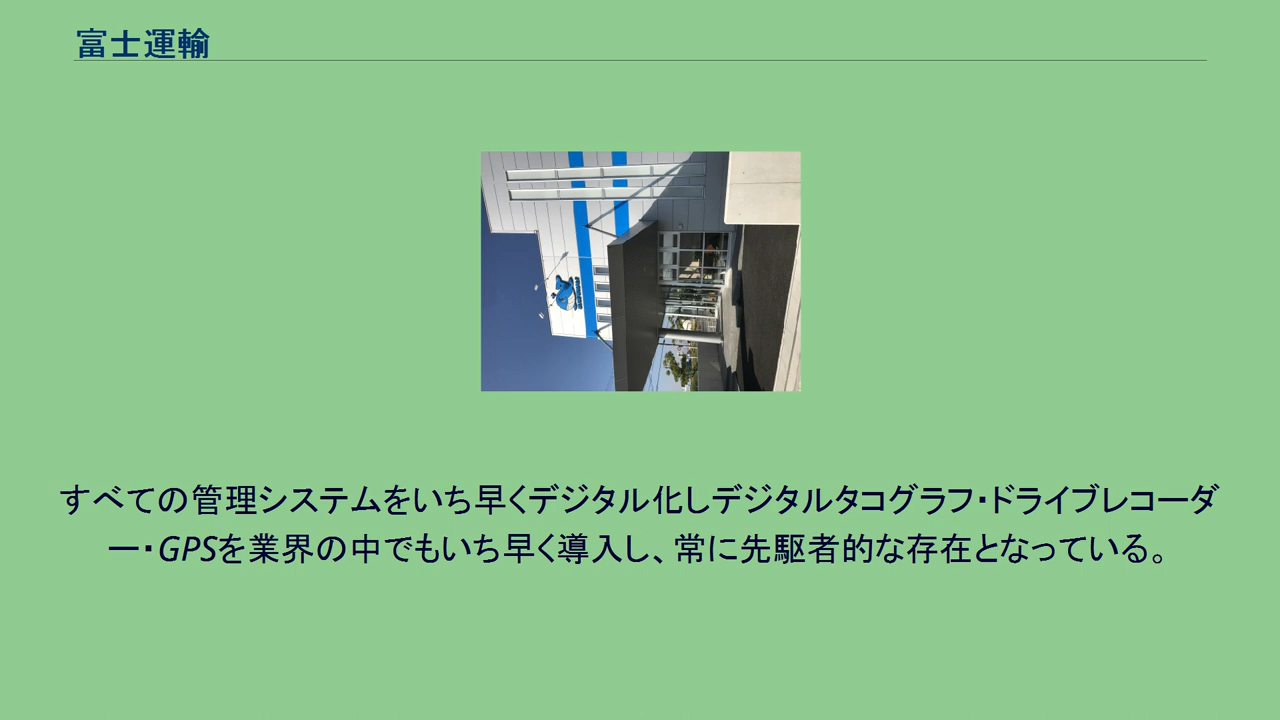 富士運輸
すべての管理システムをいち早くデジタル化しデジタルタコグラフ・ドライブレコーダ
ー・GPSを業界の中でもいち早く導入し、常に先駆者的な存在となっている。